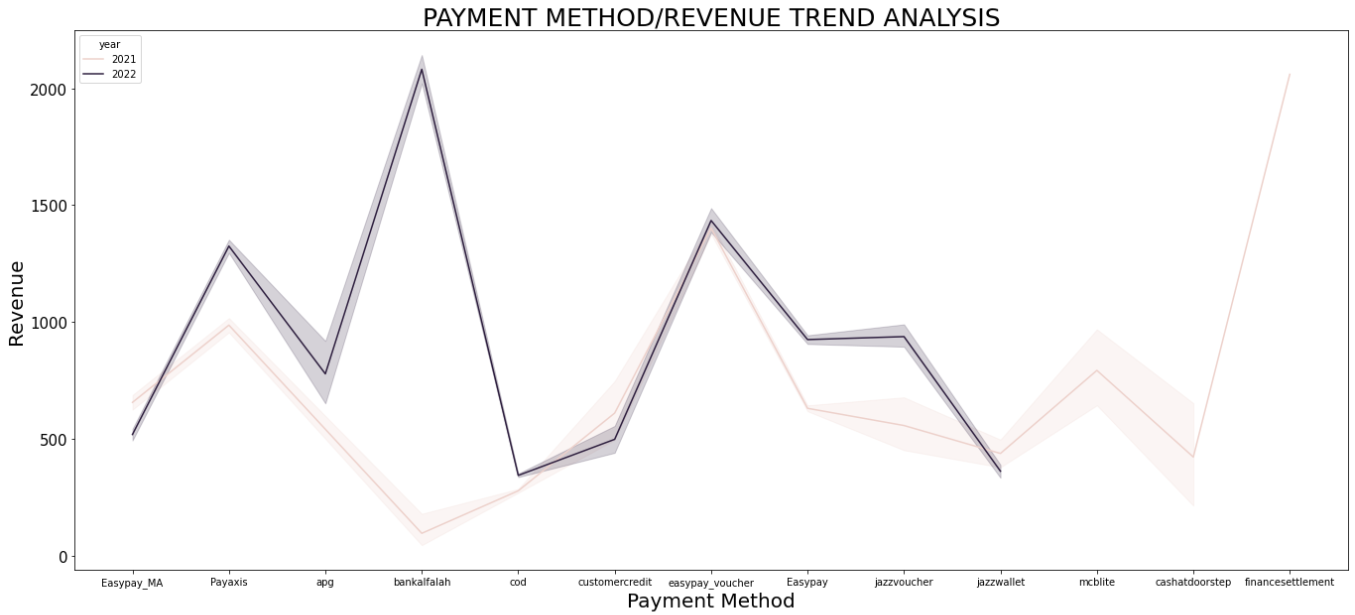 PAYMENT METHOD/REVENUE TREND ANALYSIS
year
2021
2022
2000
1500
1000
500
0
Revenue
Easypay_MA Payaxis apg bankalfalah cod customercredit easypay_voucher Easypay jazzvoucher jazzwallet mcblite cashatdoorstep financesettlement
Payment Method